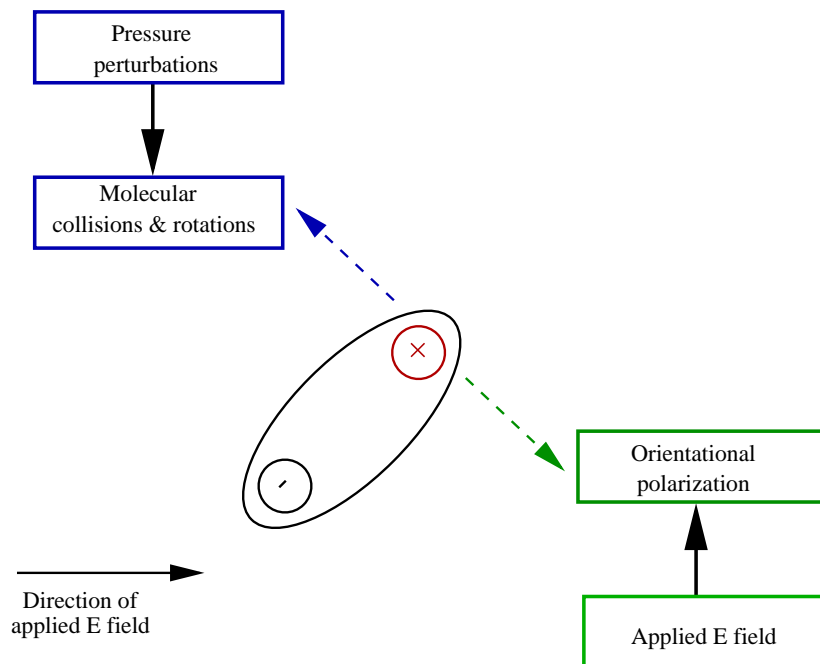 Pressure
perturbations
Molecular
collisions & rotations
Orientational
polarization
Direction of
applied E field
Applied E field